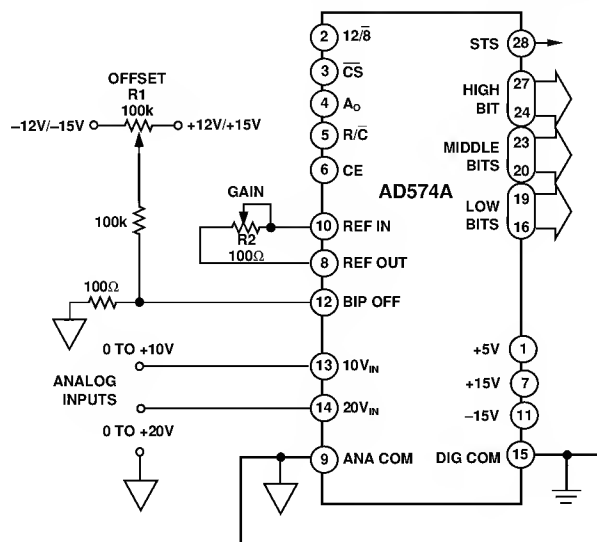 2 12/8̅
STS 28
3 C̅S̅
OFFSET
R1
100k
–12V/–15V
+12V/+15V
4 A₀
5 R/C̅
6 CE
HIGH
BIT
27
24
MIDDLE
BITS
23
20
AD574A
LOW
BITS
19
16
100k
GAIN
R2
100Ω
10 REF IN
8 REF OUT
100Ω
12 BIP OFF
0 TO +10V
13 10VIN
ANALOG
INPUTS
14 20VIN
0 TO +20V
9 ANA COM
+5V 1
+15V 7
–15V 11
DIG COM 15